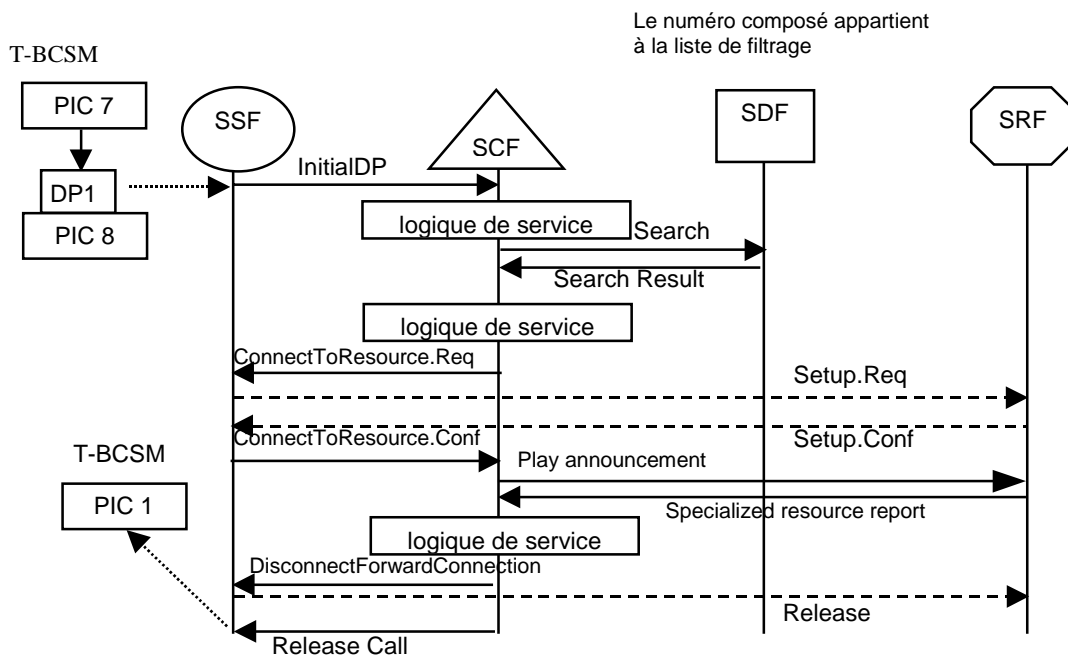 Le numéro composé appartient
à la liste de filtrage
T-BCSM
PIC 7
SSF
SCF
SDF
SRF
DP1
PIC 8
InitialDP
logique de service
Search
Search Result
logique de service
ConnectToResource.Req
Setup.Req
ConnectToResource.Conf
Setup.Conf
T-BCSM
PIC 1
Play announcement
Specialized resource report
logique de service
DisconnectForwardConnection
Release
Release Call